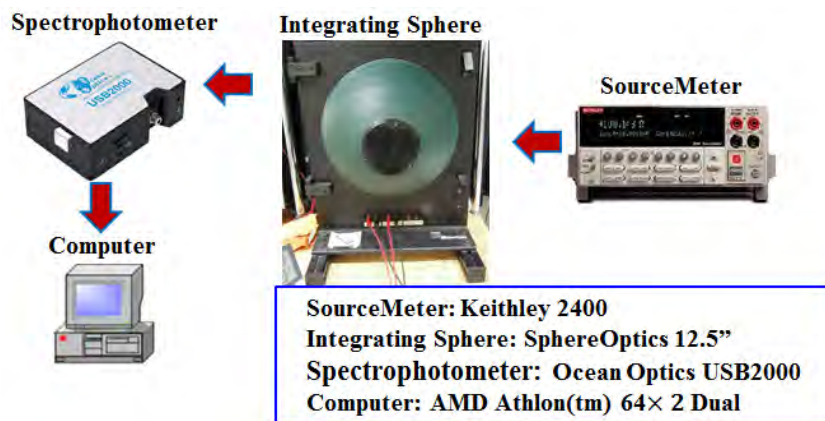 Spectrophotometer
Integrating Sphere
SourceMeter
USB2000
Computer
SourceMeter: Keithley 2400
Integrating Sphere: SphereOptics 12.5”
Spectrophotometer: Ocean Optics USB2000
Computer: AMD Athlon(tm) 64× 2 Dual